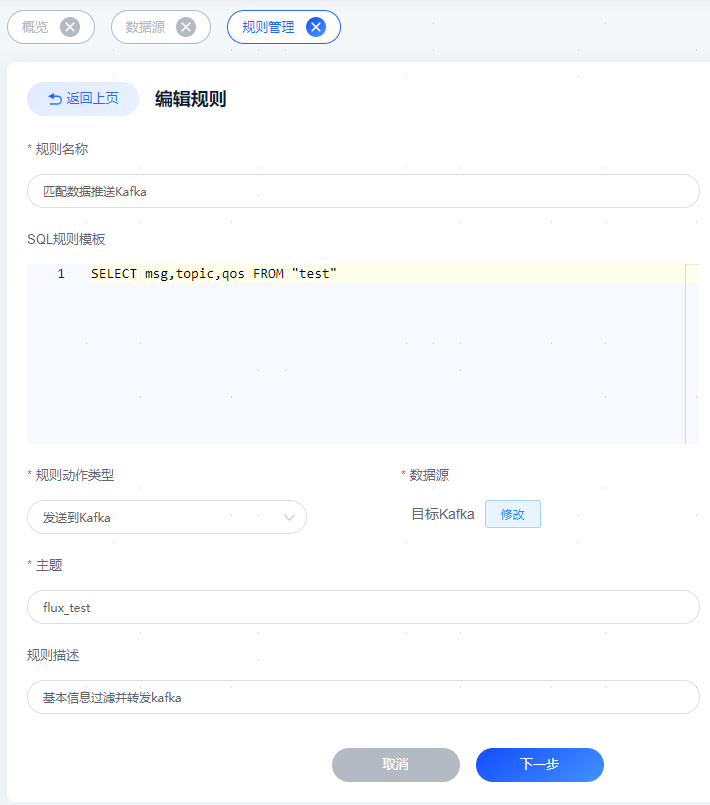 概览
数据源
规则管理
返回上页
编辑规则
* 规则名称
匹配数据推送Kafka
SQL规则模板
1 SELECT msg,topic,qos FROM "test"
* 规则动作类型
* 数据源
发送到Kafka
目标Kafka 修改
* 主题
flux_test
规则描述
基本信息过滤并转发kafka
取消
下一步